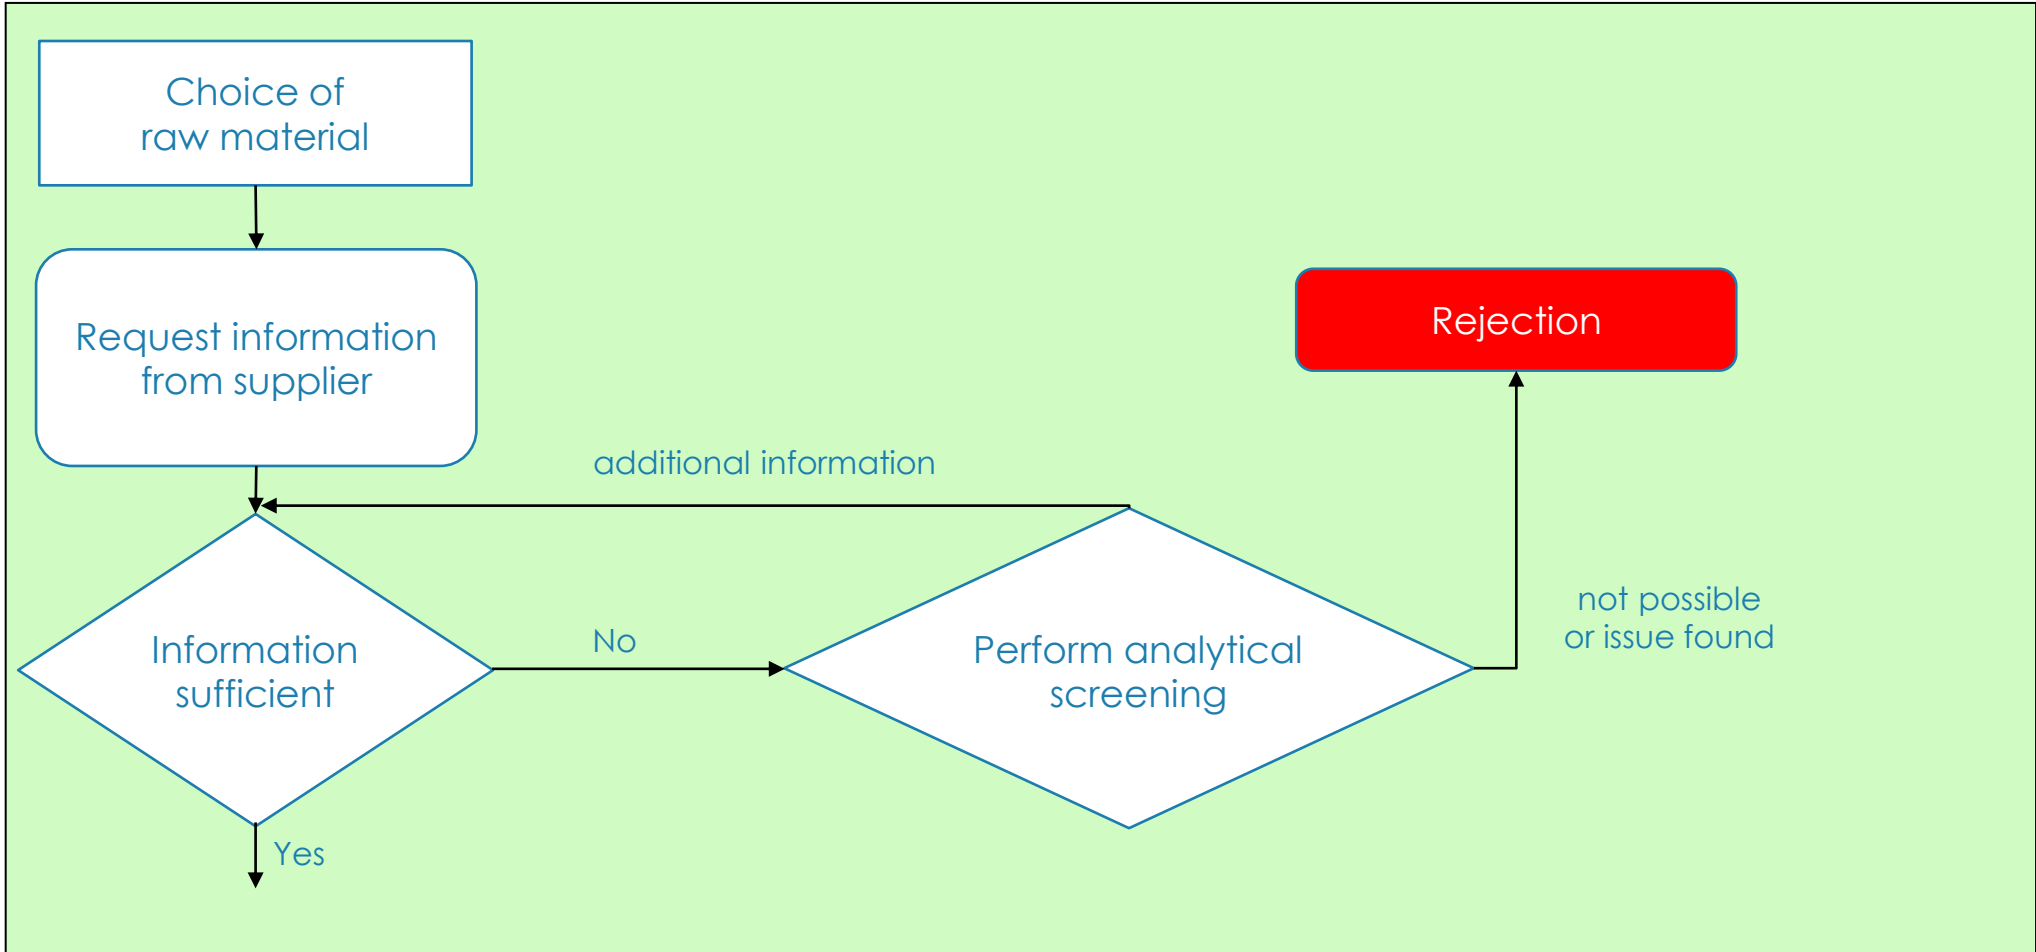 Choice of
raw material
Request information
from supplier
Rejection
additional information
not possible
or issue found
Information
sufficient
No
Perform analytical
screening
Yes